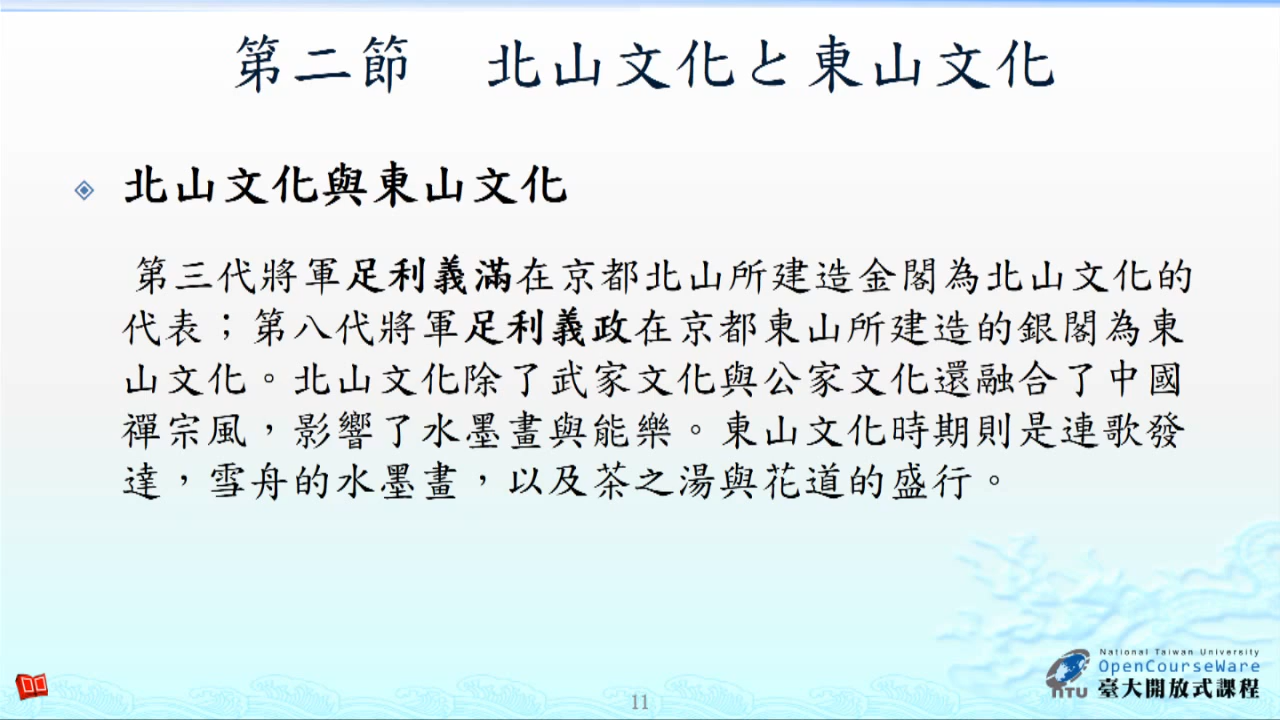 第二節　北山文化と東山文化
北山文化與東山文化
第三代將軍足利義滿在京都北山所建造金閣為北山文化的
代表；第八代將軍足利義政在京都東山所建造的銀閣為東
山文化。北山文化除了武家文化與公家文化還融合了中國
禪宗風，影響了水墨畫與能樂。東山文化時期則是連歌發
達，雪舟的水墨畫，以及茶之湯與花道的盛行。
National Taiwan University
OpenCourseWare
NTU 臺大開放式課程
11